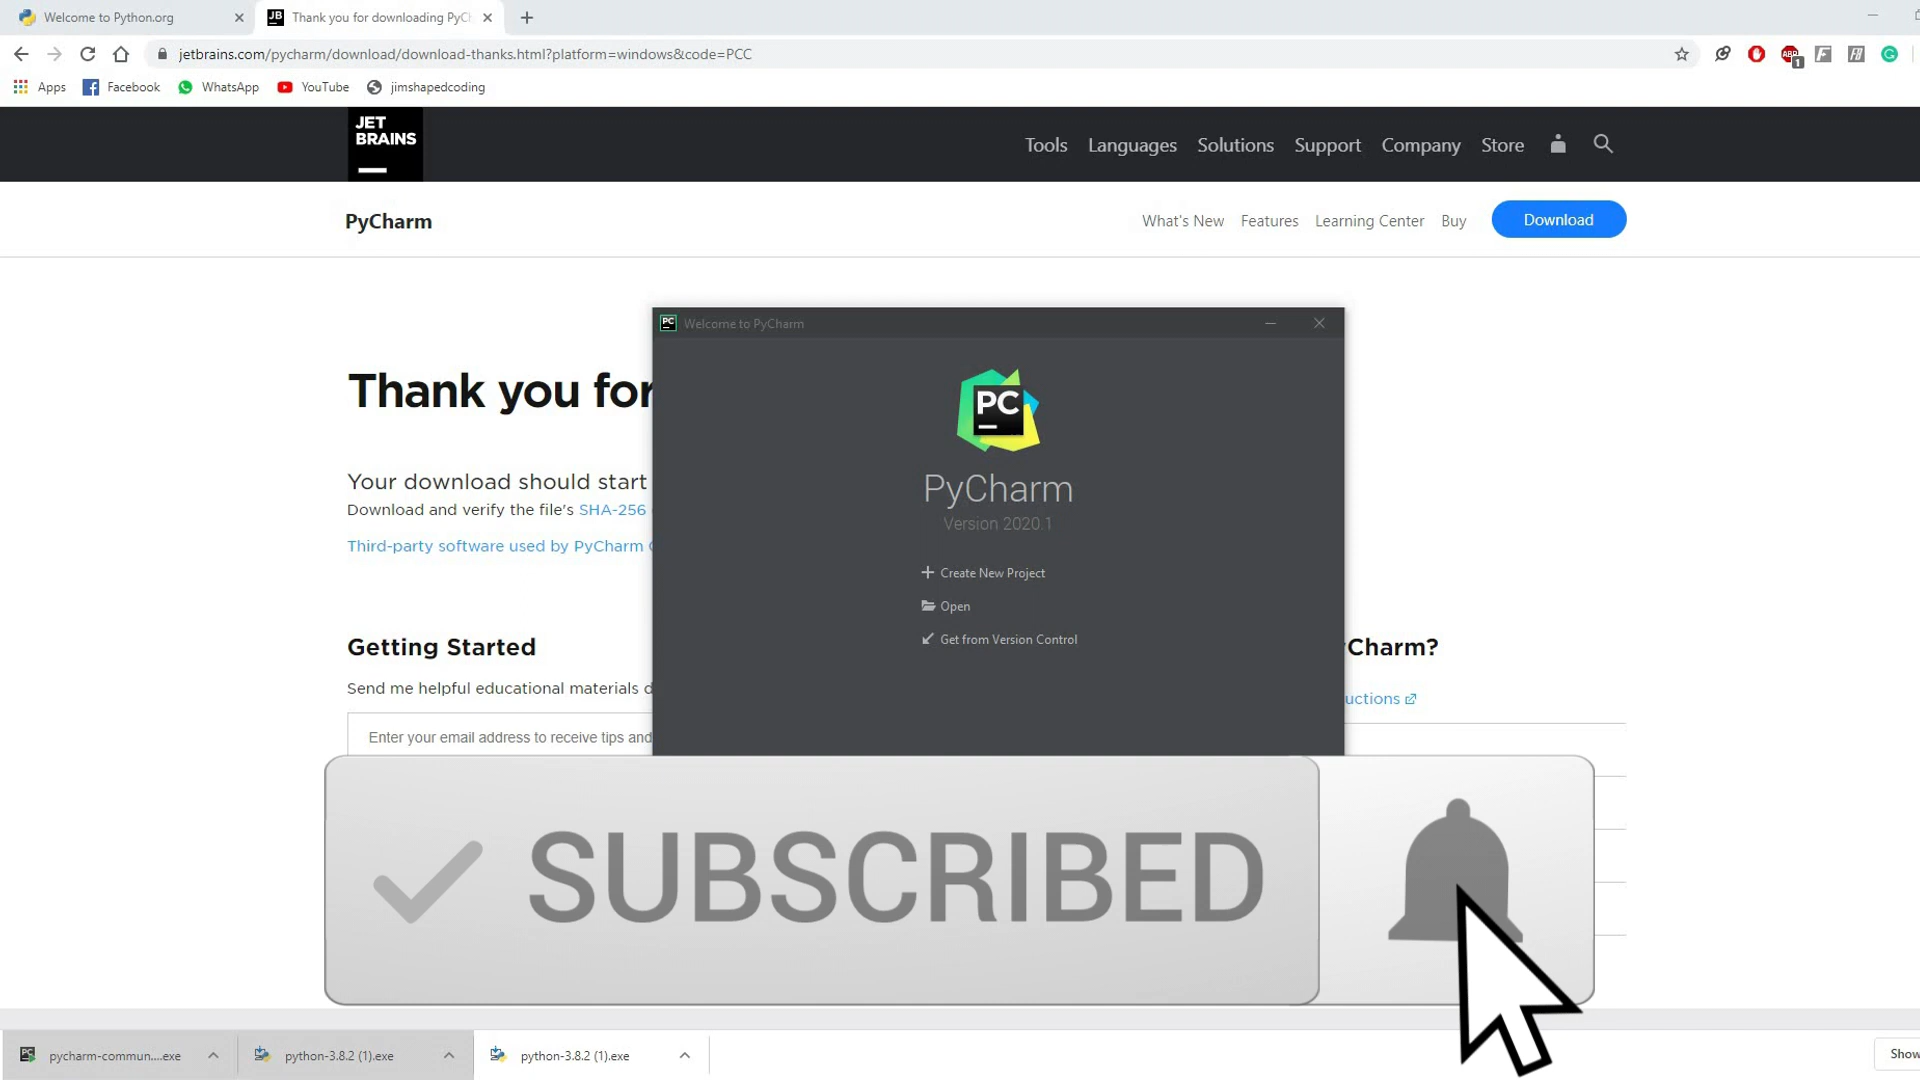 Welcome to Python.org
Thank you for downloading PyC
jetbrains.com/pycharm/download/download-thanks.html?platform=windows&code=PCC
ABP
1
Apps
Facebook
WhatsApp
YouTube
jimshapedcoding
JET
BRAINS
Tools
Languages
Solutions
Support
Company
Store
PyCharm
What's New
Features
Learning Center
Buy
Download
PC
Welcome to PyCharm
Thank you for
PC
Your download should start
Download and verify the file's SHA-256
PyCharm
Version 2020.1
Third-party software used by PyCharm
Create New Project
Open
Get from Version Control
Getting Started
Charm?
Send me helpful educational materials
uctions
Enter your email address to receive tips and
SUBSCRIBED
pycharm-commun....exe
python-3.8.2 (1).exe
python-3.8.2 (1).exe
Show